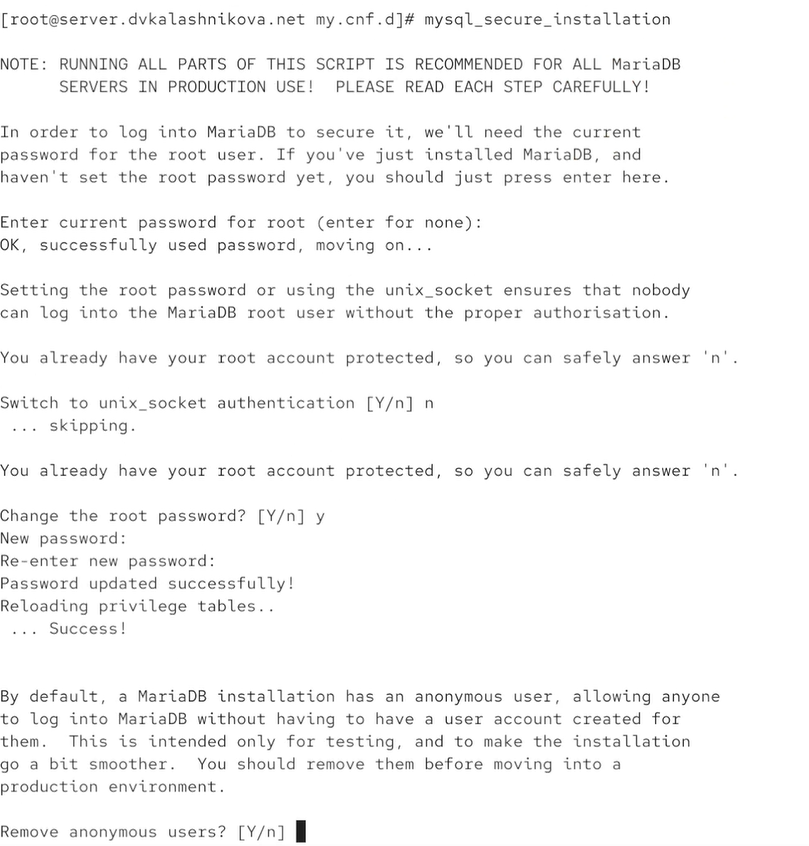 [root@server.dvkalashnikova.net my.cnf.d]# mysql_secure_installation
NOTE: RUNNING ALL PARTS OF THIS SCRIPT IS RECOMMENDED FOR ALL MariaDB
SERVERS IN PRODUCTION USE!  PLEASE READ EACH STEP CAREFULLY!
In order to log into MariaDB to secure it, we'll need the current
password for the root user. If you've just installed MariaDB, and
haven't set the root password yet, you should just press enter here.
Enter current password for root (enter for none):
OK, successfully used password, moving on...
Setting the root password or using the unix_socket ensures that nobody
can log into the MariaDB root user without the proper authorisation.
You already have your root account protected, so you can safely answer 'n'.
Switch to unix_socket authentication [Y/n] n
... skipping.
You already have your root account protected, so you can safely answer 'n'.
Change the root password? [Y/n] y
New password:
Re-enter new password:
Password updated successfully!
Reloading privilege tables..
... Success!
By default, a MariaDB installation has an anonymous user, allowing anyone
to log into MariaDB without having to have a user account created for
them.  This is intended only for testing, and to make the installation
go a bit smoother.  You should remove them before moving into a
production environment.
Remove anonymous users? [Y/n]